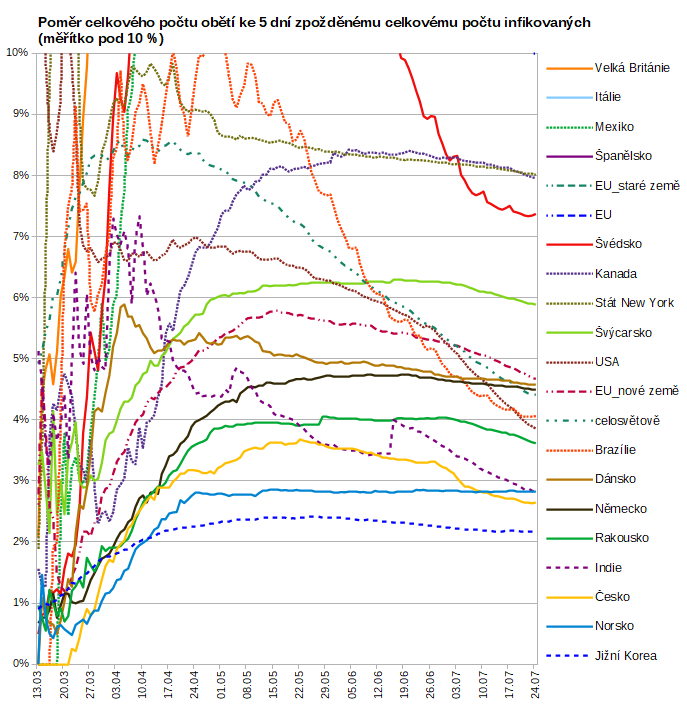 Poměr celkového počtu obětí ke 5 dní zpožděnému celkovému počtu infikovaných
(měřítko pod 10 %)
10%
9%
8%
7%
6%
5%
4%
3%
2%
1%
0%
13.03
20.03
27.03
03.04
10.04
17.04
24.04
01.05
08.05
15.05
22.05
29.05
05.06
12.06
19.06
26.06
03.07
10.07
17.07
24.07
Velká Británie
Itálie
Mexiko
Španělsko
EU_staré země
EU
Švédsko
Kanada
Stát New York
Švýcarsko
USA
EU_nové země
celosvětově
Brazílie
Dánsko
Německo
Rakousko
Indie
Česko
Norsko
Jižní Korea